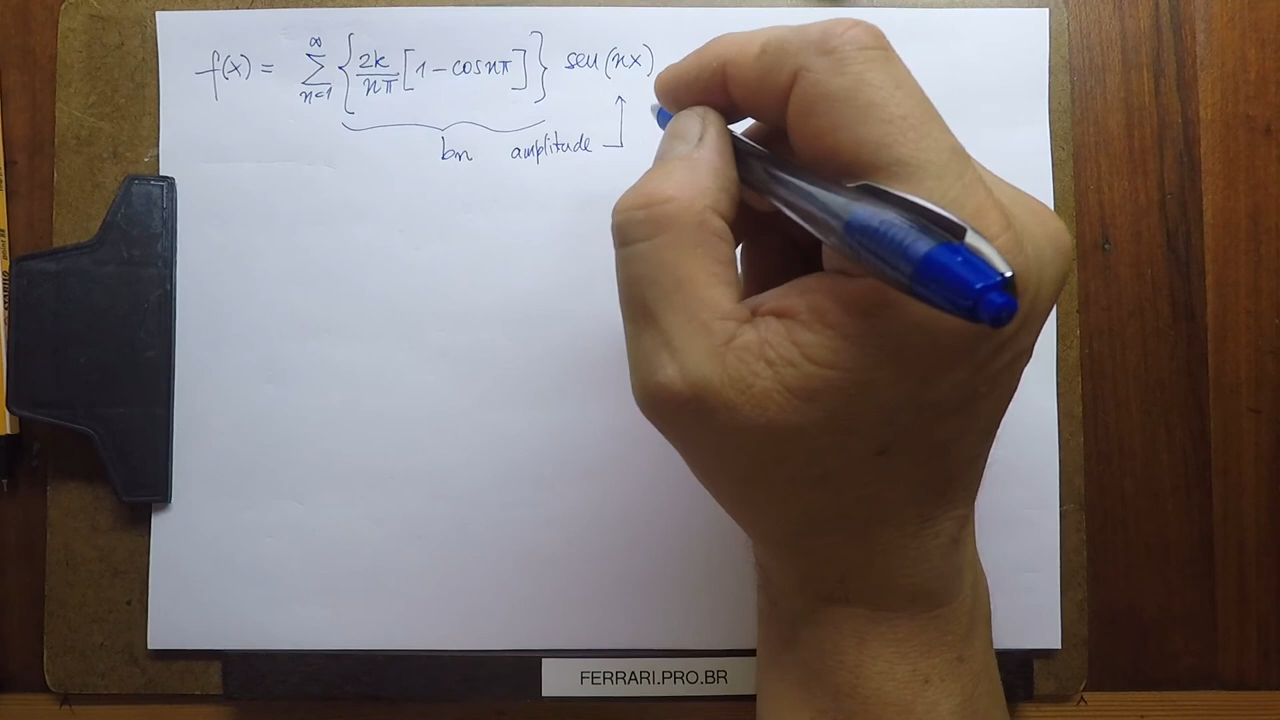 f(x) = ∞ Σ n=1 { 2k/nπ [1 - cos nπ] } sen(nx)
bn amplitude
FERRARI.PRO.BR